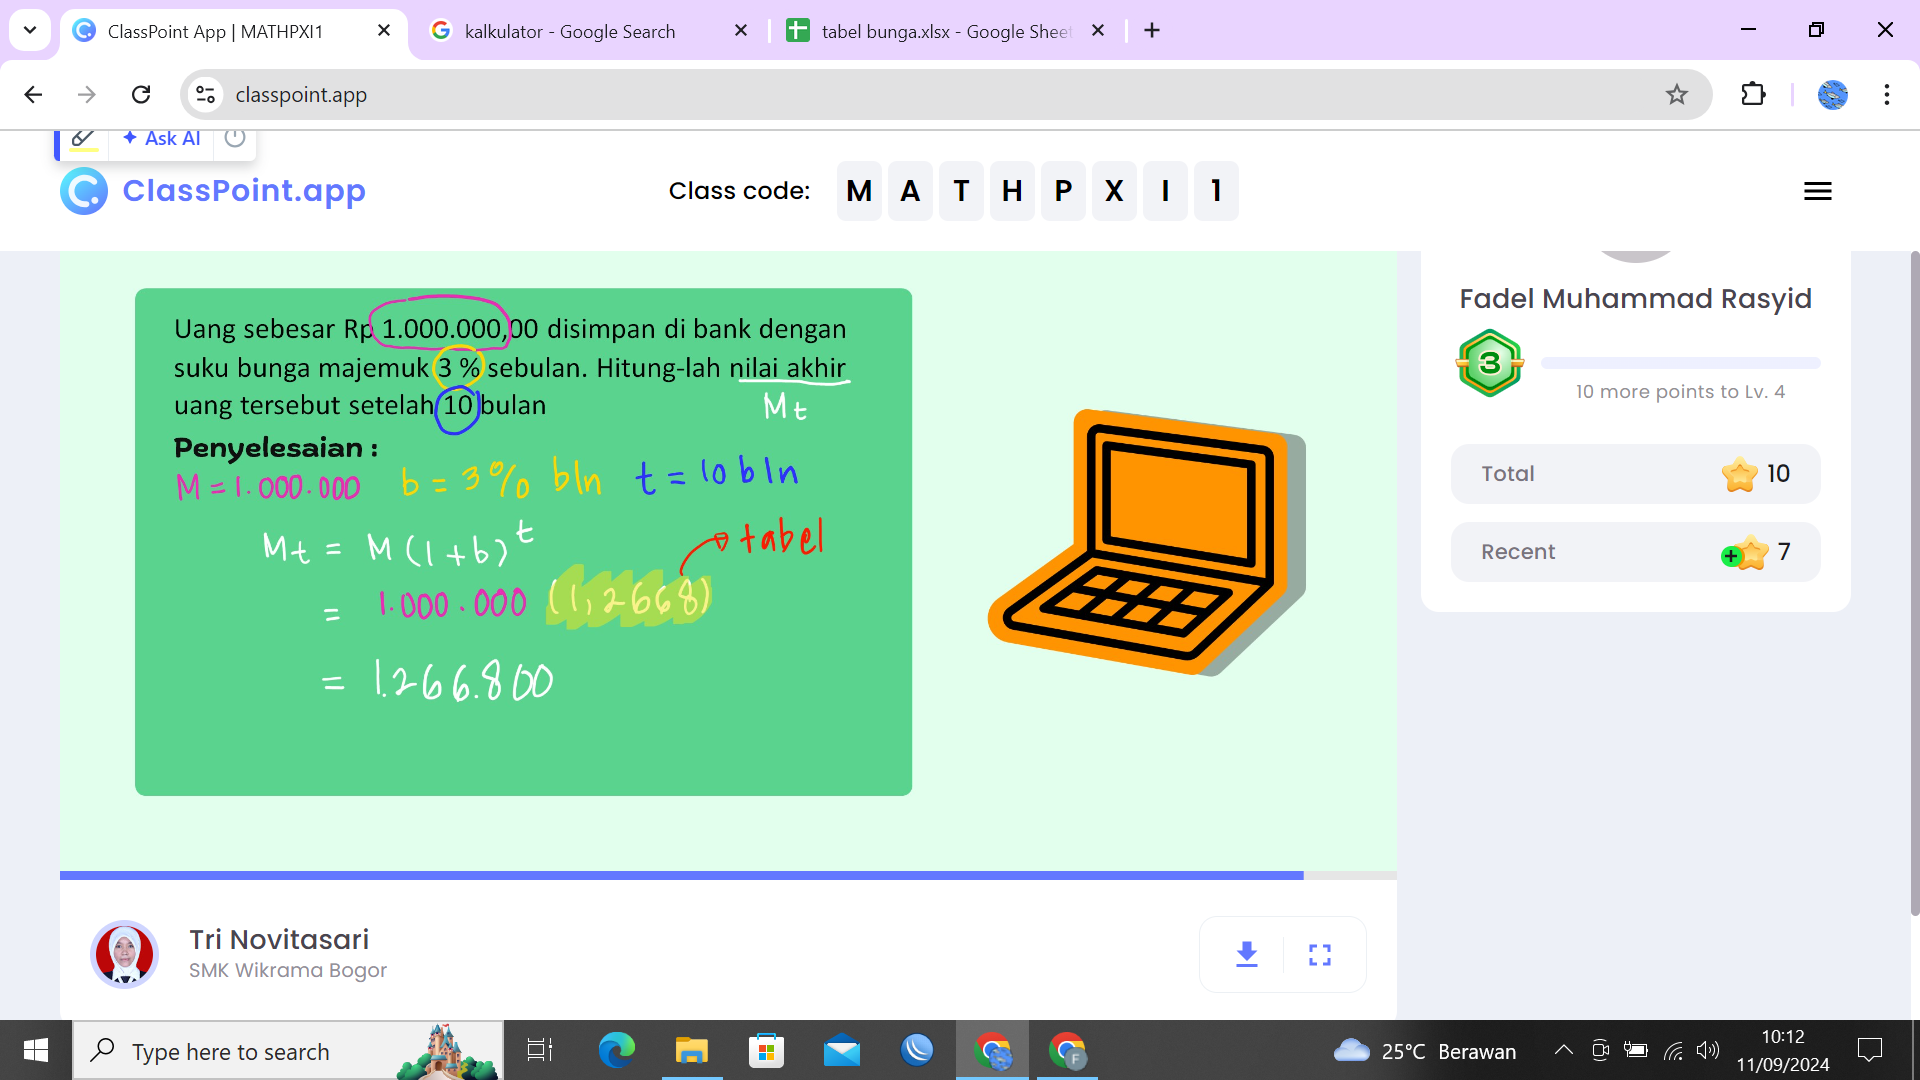 ClassPoint App | MATHPXI1
kalkulator - Google Search
tabel bunga.xlsx - Google Sheet
classpoint.app
Ask AI
ClassPoint.app
Class code: M A T H P X I 1
Uang sebesar Rp 1.000.000,00 disimpan di bank dengan
suku bunga majemuk 3 % sebulan. Hitung-lah nilai akhir
uang tersebut setelah 10 bulan
Mt
Penyelesaian :
M = 1.000.000 b = 3% bln t = 10 bln
Mt = M (1 + b)^t
= 1.000.000 (1,2668) tabel
= 1.266.800
Fadel Muhammad Rasyid
3
10 more points to Lv. 4
Total 10
Recent + 7
Tri Novitasari
SMK Wikrama Bogor
Type here to search
F
25°C Berawan
10:12
11/09/2024